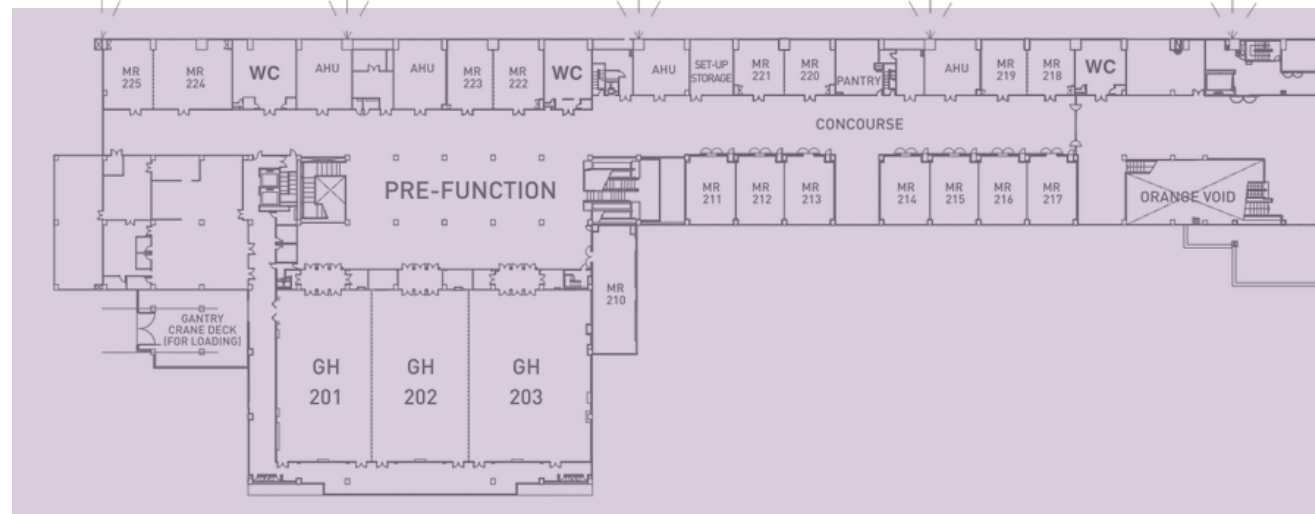 MR
225
MR
224
WC
AHU
AHU
MR
223
MR
222
WC
AHU
SET-UP
STORAGE
MR
221
MR
220
PANTRY
AHU
MR
219
MR
218
WC
CONCOURSE
PRE-FUNCTION
MR
211
MR
212
MR
213
MR
214
MR
215
MR
216
MR
217
ORANGE VOID
MR
210
GANTRY
CRANE DECK
(FOR LOADING)
GH
201
GH
202
GH
203